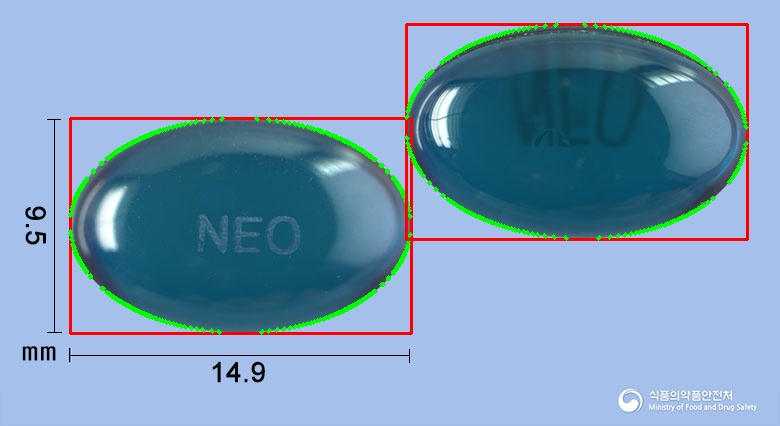 NEO
NEO
9.5
mm
14.9
식품의약품안전처
Ministry of Food and Drug Safety